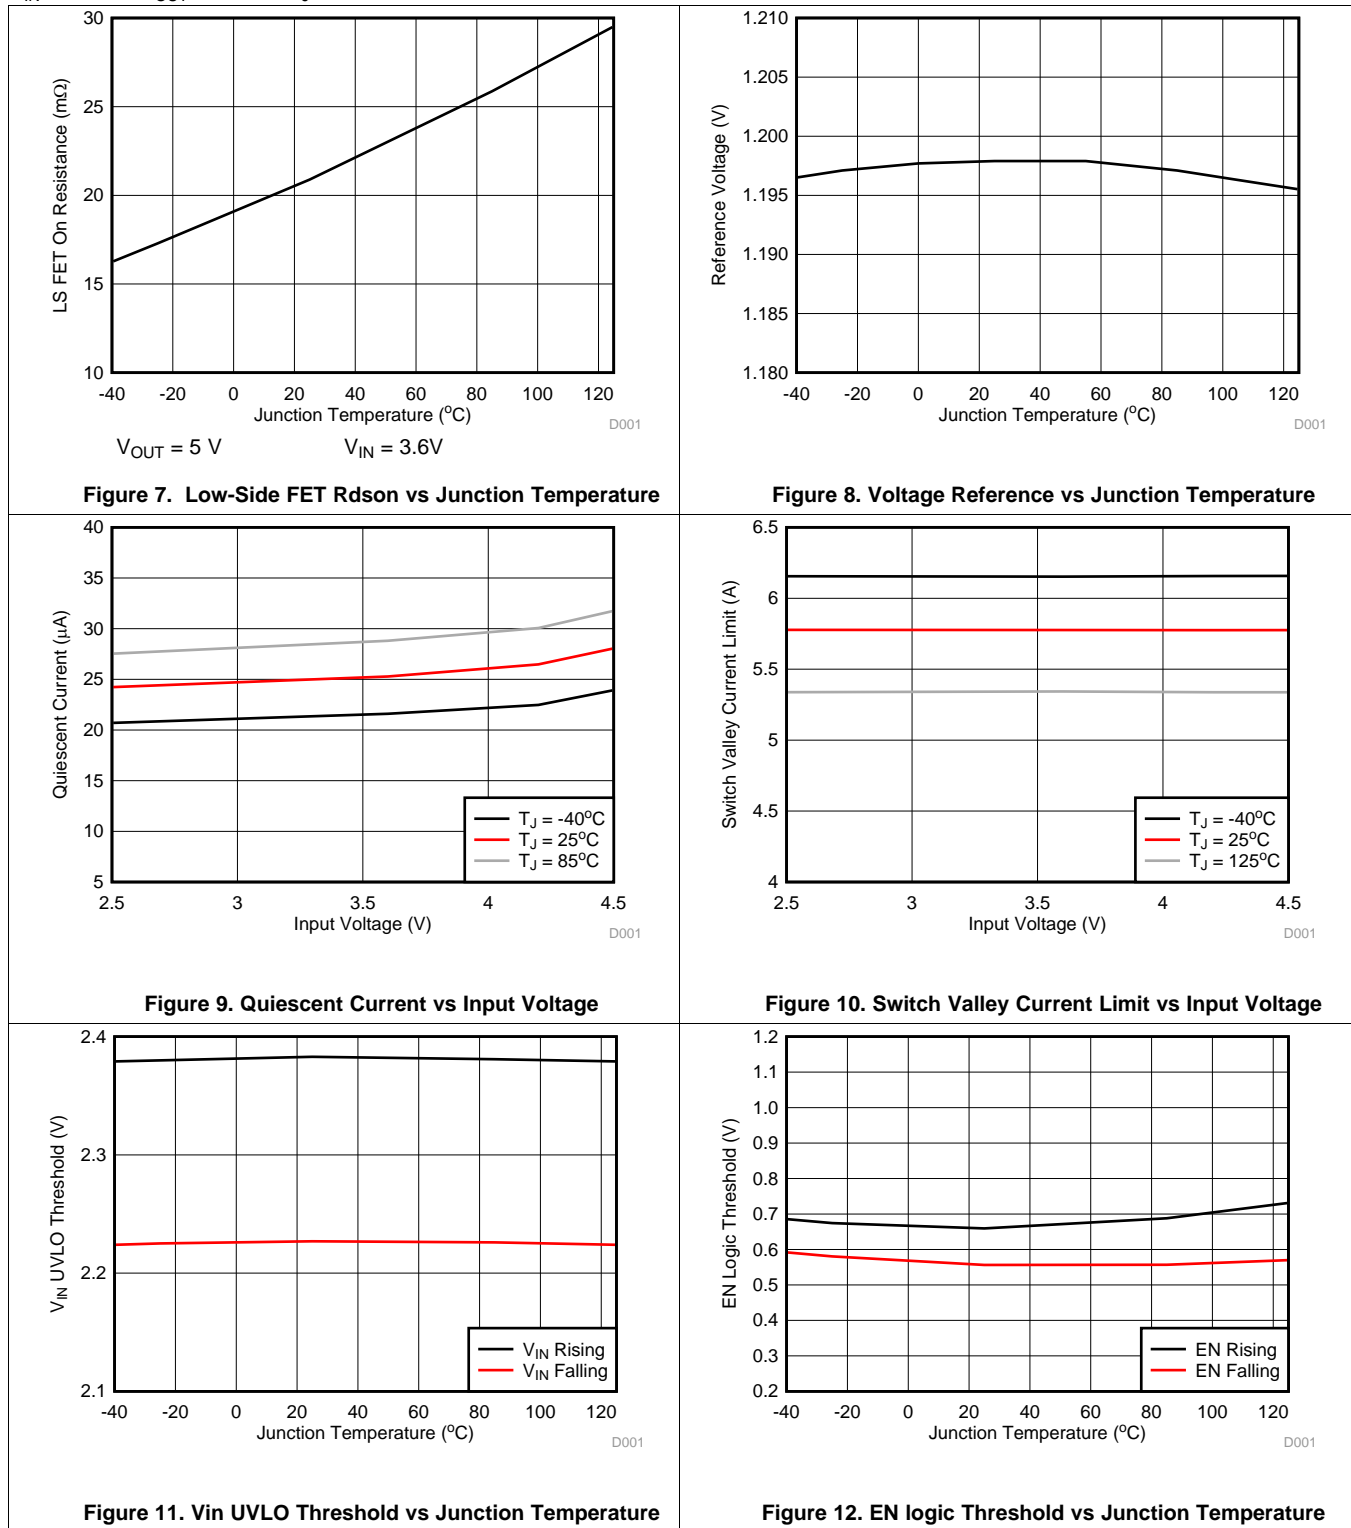 30
25
20
15
10
LS FET On Resistance (mΩ)
-40 -20 0 20 40 60 80 100 120
Junction Temperature (°C)
D001
V_OUT = 5 V V_IN = 3.6V
Figure 7. Low-Side FET Rdson vs Junction Temperature
1.210
1.205
1.200
1.195
1.190
1.185
1.180
Reference Voltage (V)
-40 -20 0 20 40 60 80 100 120
Junction Temperature (°C)
D001
Figure 8. Voltage Reference vs Junction Temperature
40
35
30
25
20
15
10
5
Quiescent Current (μA)
T_J = -40°C
T_J = 25°C
T_J = 85°C
2.5 3 3.5 4 4.5
Input Voltage (V)
D001
Figure 9. Quiescent Current vs Input Voltage
6.5
6
5.5
5
4.5
4
Switch Valley Current Limit (A)
T_J = -40°C
T_J = 25°C
T_J = 125°C
2.5 3 3.5 4 4.5
Input Voltage (V)
D001
Figure 10. Switch Valley Current Limit vs Input Voltage
2.4
2.3
2.2
2.1
V_IN UVLO Threshold (V)
V_IN Rising
V_IN Falling
-40 -20 0 20 40 60 80 100 120
Junction Temperature (°C)
D001
Figure 11. Vin UVLO Threshold vs Junction Temperature
1.2
1.1
1.0
0.9
0.8
0.7
0.6
0.5
0.4
0.3
0.2
EN Logic Threshold (V)
EN Rising
EN Falling
-40 -20 0 20 40 60 80 100 120
Junction Temperature (°C)
D001
Figure 12. EN logic Threshold vs Junction Temperature